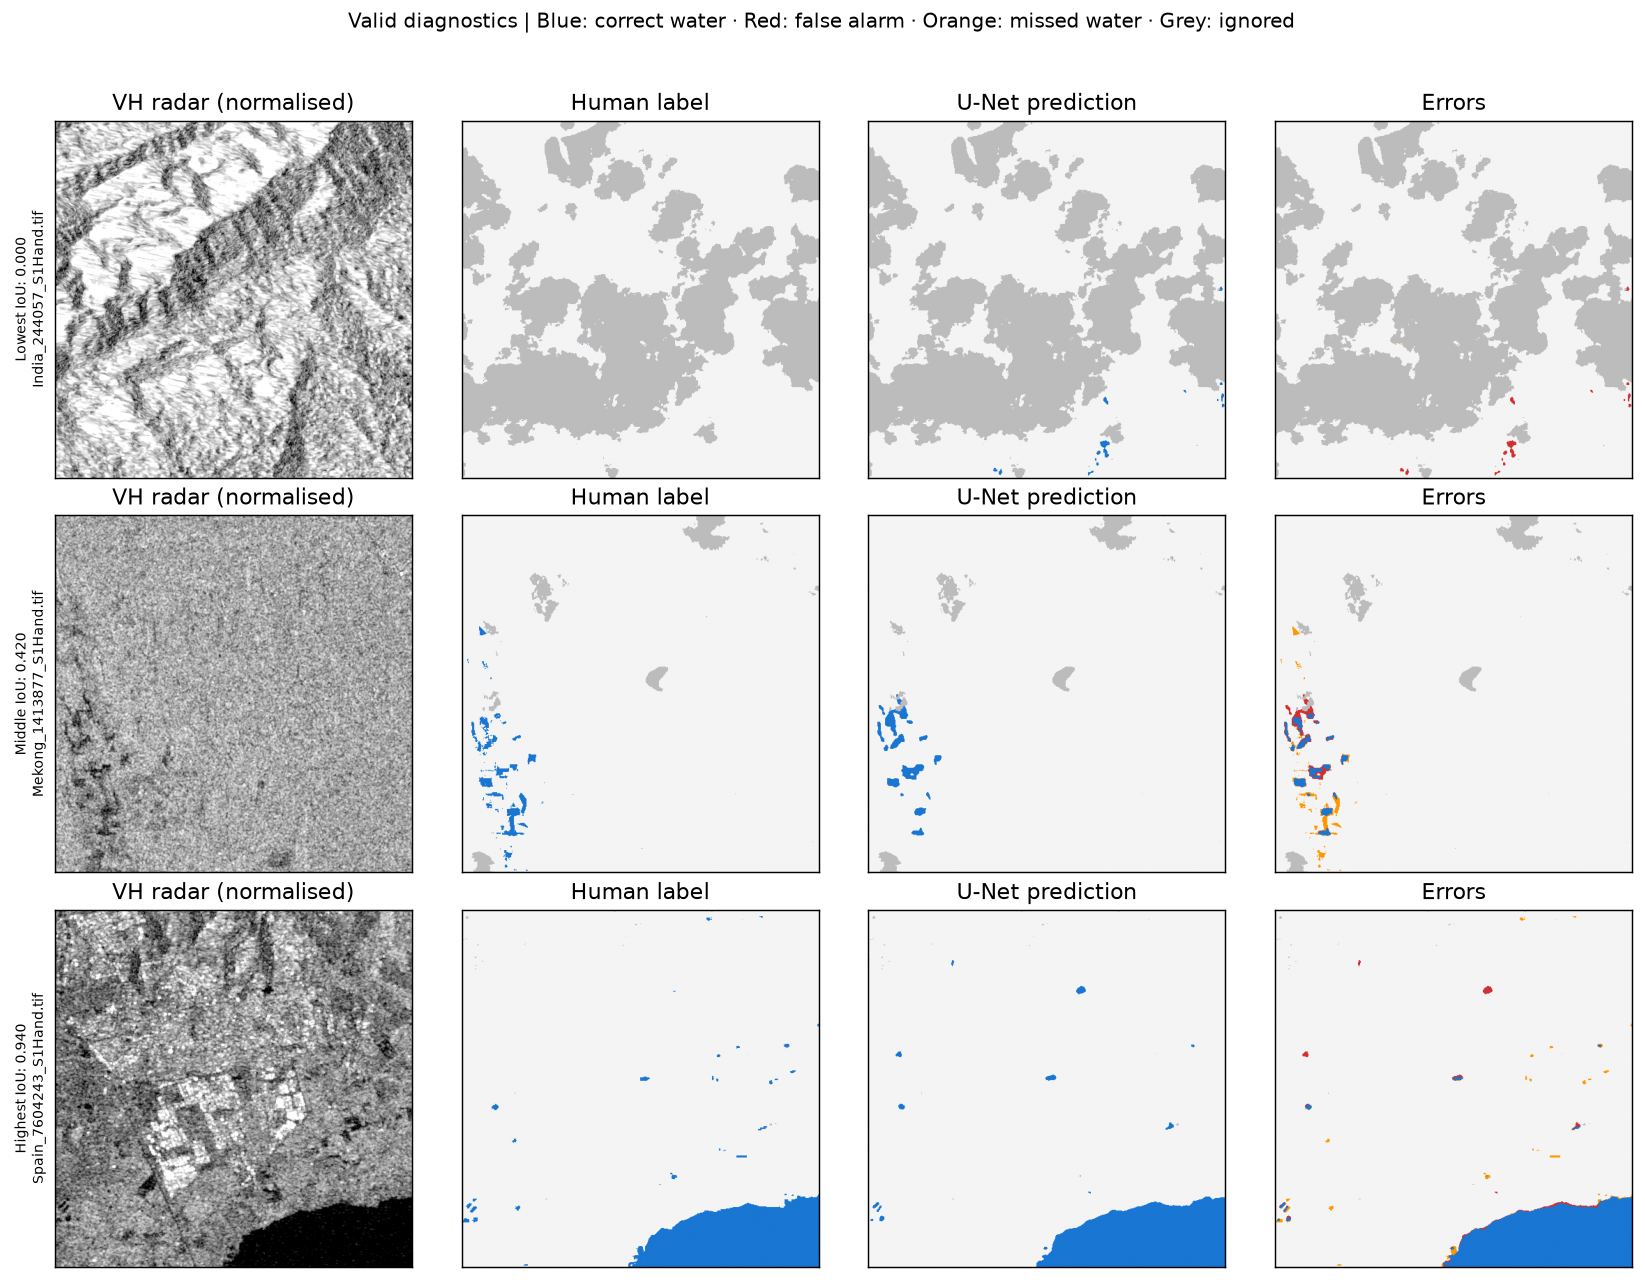 Valid diagnostics | Blue: correct water · Red: false alarm · Orange: missed water · Grey: ignored
VH radar (normalised)
Human label
U-Net prediction
Errors
Lowest IoU: 0.000
India_244057_S1Hand.tif
VH radar (normalised)
Human label
U-Net prediction
Errors
Middle IoU: 0.420
Mekong_1413877_S1Hand.tif
VH radar (normalised)
Human label
U-Net prediction
Errors
Highest IoU: 0.940
Spain_7604243_S1Hand.tif